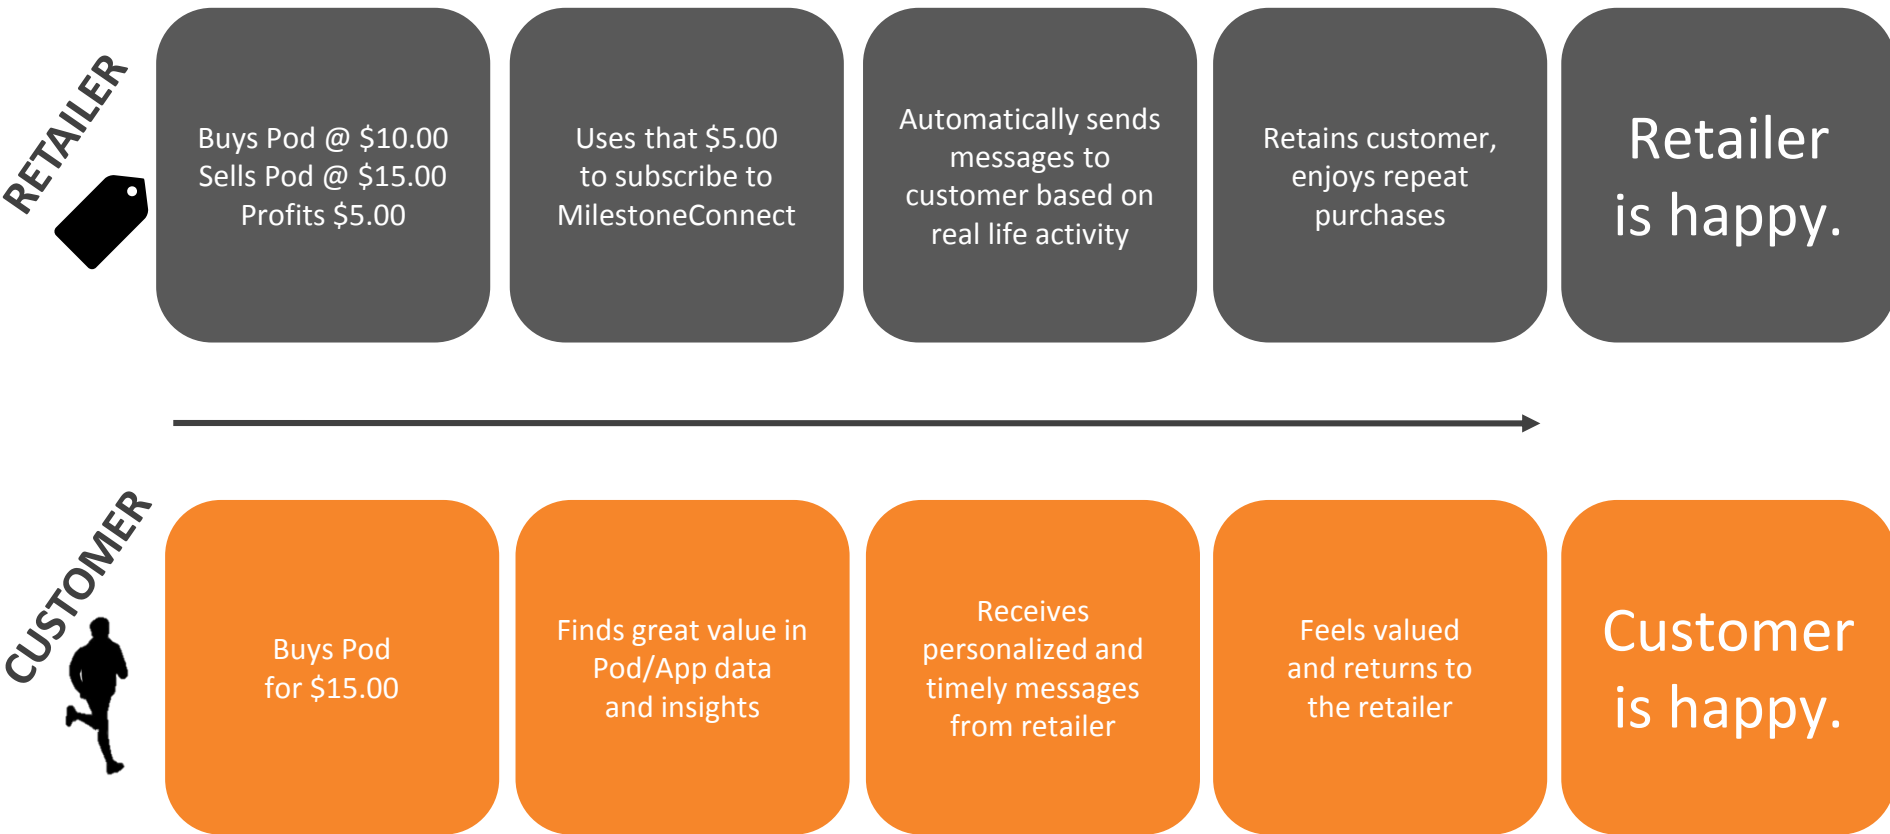 RETAILER
Buys Pod @ $10.00
Sells Pod @ $15.00
Profits $5.00
Uses that $5.00
to subscribe to
MilestoneConnect
Automatically sends
messages to
customer based on
real life activity
Retains customer,
enjoys repeat
purchases
Retailer
is happy.
CUSTOMER
Buys Pod
for $15.00
Finds great value in
Pod/App data
and insights
Receives
personalized and
timely messages
from retailer
Feels valued
and returns to
the retailer
Customer
is happy.